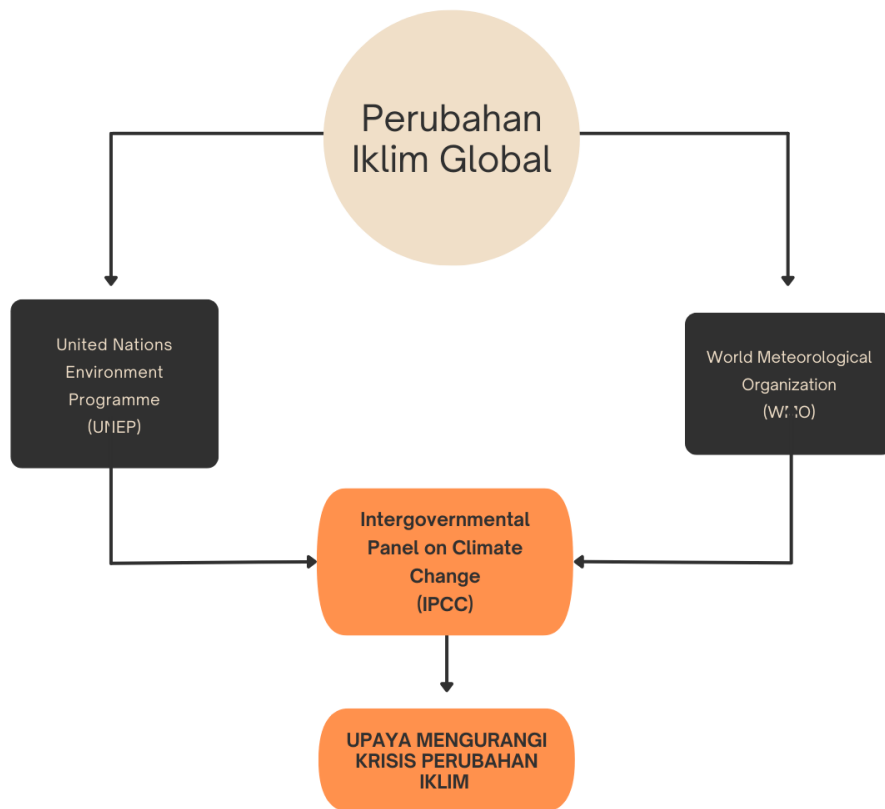 Perubahan
Iklim Global
United Nations
Environment
Programme
(UNEP)
World Meteorological
Organization
(WMO)
Intergovernmental
Panel on Climate
Change
(IPCC)
UPAYA MENGURANGI
KRISIS PERUBAHAN
IKLIM